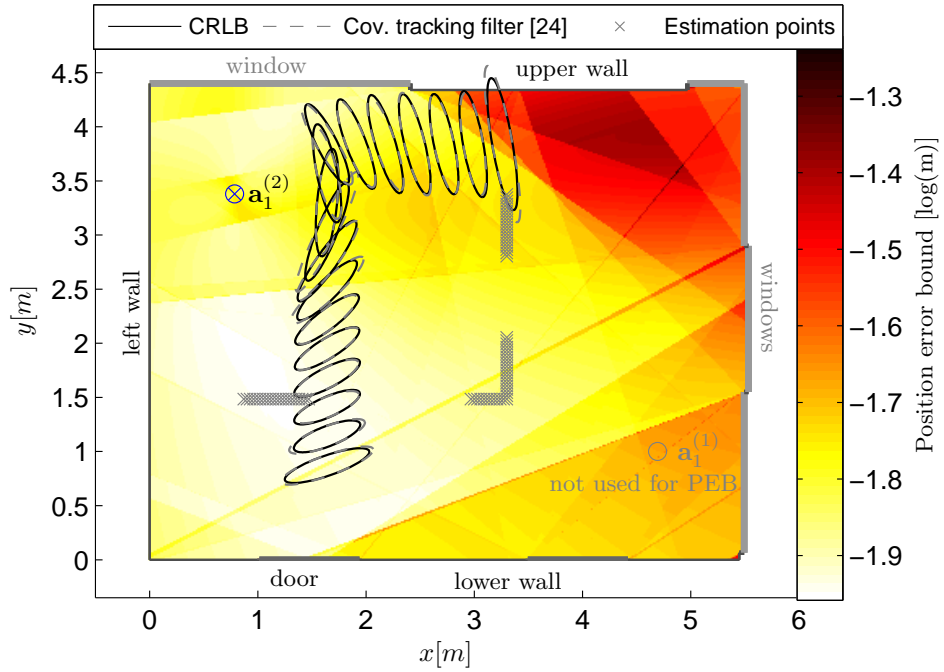 CRLB Cov. tracking filter [24] Estimation points
window
upper wall
left wall
windows
door
lower wall
a₁⁽²⁾
a₁⁽¹⁾
not used for PEB
4.5
4
3.5
3
2.5
2
1.5
1
0.5
0
y[m]
0 1 2 3 4 5 6
x[m]
−1.3
−1.4
−1.5
−1.6
−1.7
−1.8
−1.9
Position error bound [log(m)]